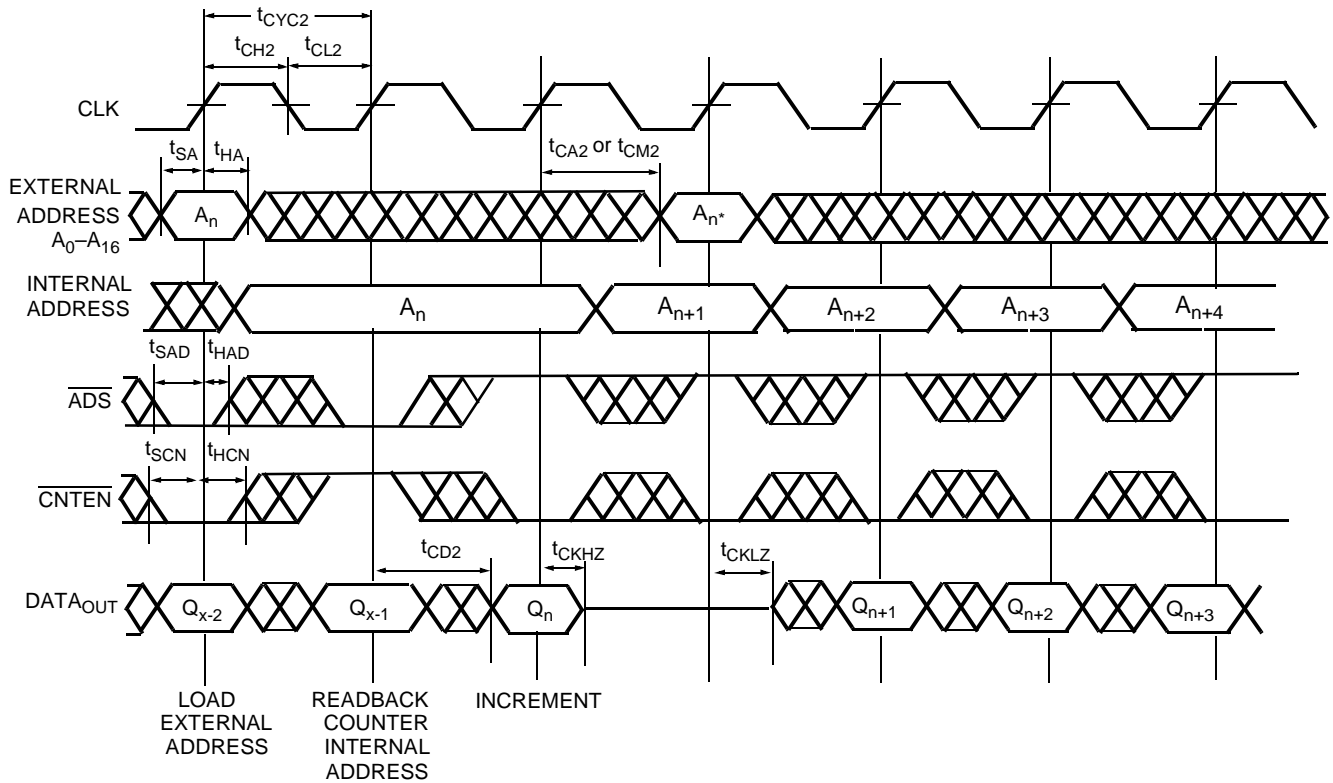 tCYC2
tCH2 tCL2
CLK
tSA tHA tCA2 or tCM2
EXTERNAL
ADDRESS
A0–A16
An An*
INTERNAL
ADDRESS
An An+1 An+2 An+3 An+4
tSAD tHAD
ADS
tSCN tHCN
CNTEN
tCD2 tCKHZ tCKLZ
DATAOUT Qx-2 Qx-1 Qn Qn+1 Qn+2 Qn+3
LOAD
EXTERNAL
ADDRESS
READBACK
COUNTER
INTERNAL
ADDRESS
INCREMENT